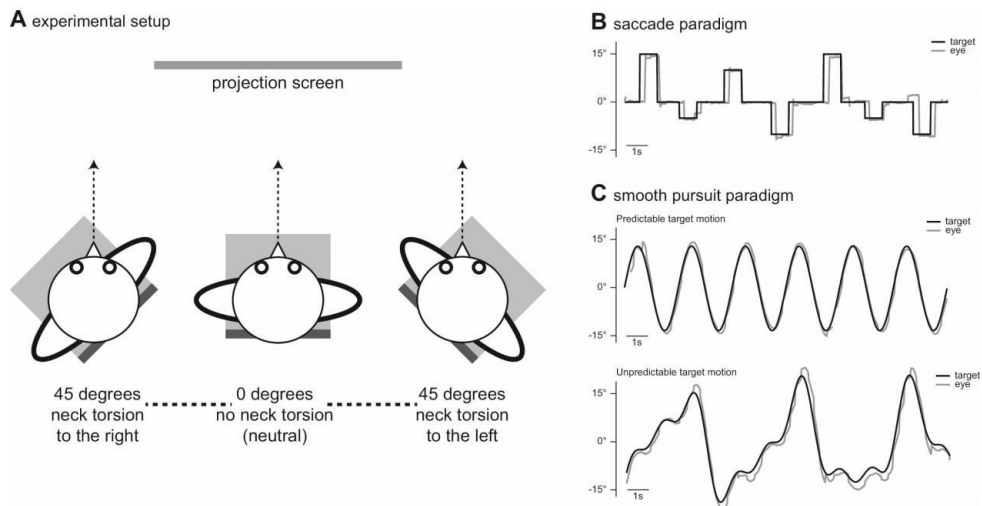 A experimental setup
projection screen
45 degrees
neck torsion
to the right
0 degrees
no neck torsion
(neutral)
45 degrees
neck torsion
to the left
B saccade paradigm
target
eye
15°
0°
-15°
1s
C smooth pursuit paradigm
Predictable target motion
target
eye
15°
0°
-15°
1s
Unpredictable target motion
target
eye
15°
0°
-15°
1s